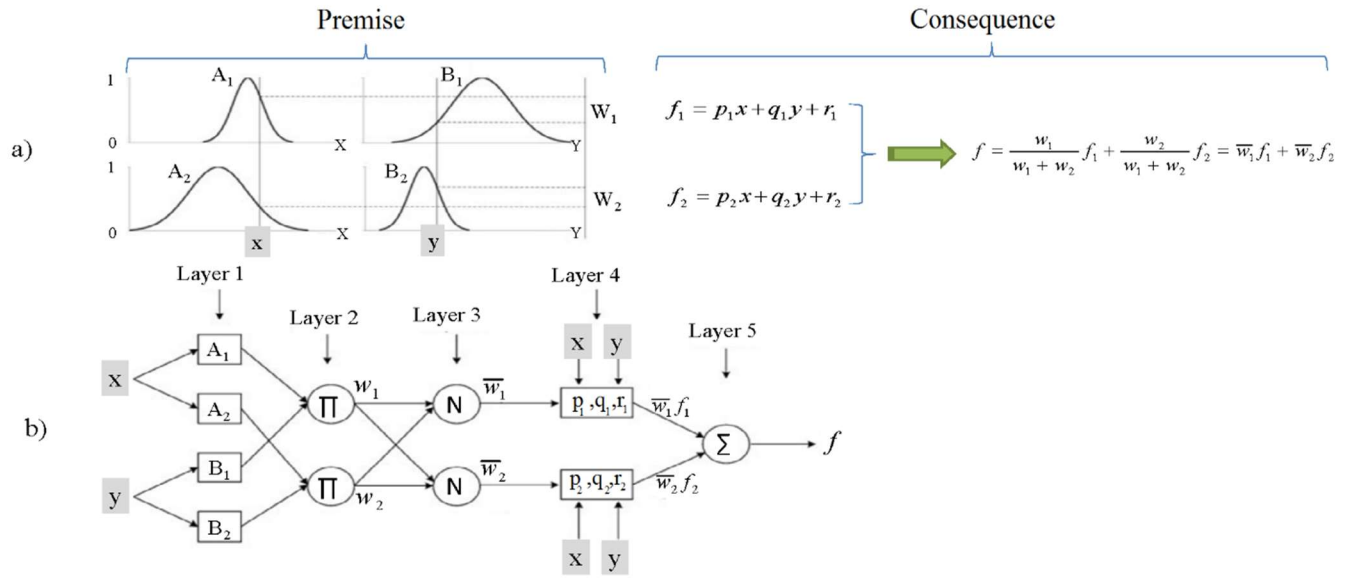 Premise
Consequence
a)
1
A1
B1
W1
0
X
Y
1
A2
B2
W2
0
X
Y
x
y
f1 = p1x+q1y+r1
f2 = p2x+q2y+r2
f = w1/(w1 + w2) f1 + w2/(w1 + w2) f2 = w̅1f1 + w̅2f2
b)
Layer 1
Layer 2
Layer 3
Layer 4
Layer 5
x
y
A1
A2
B1
B2
∏
∏
w1
w2
N
N
w̅1
w̅2
x y
p1,q1,r1
p2,q2,r2
x y
w̅1f1
w̅2f2
Σ
f